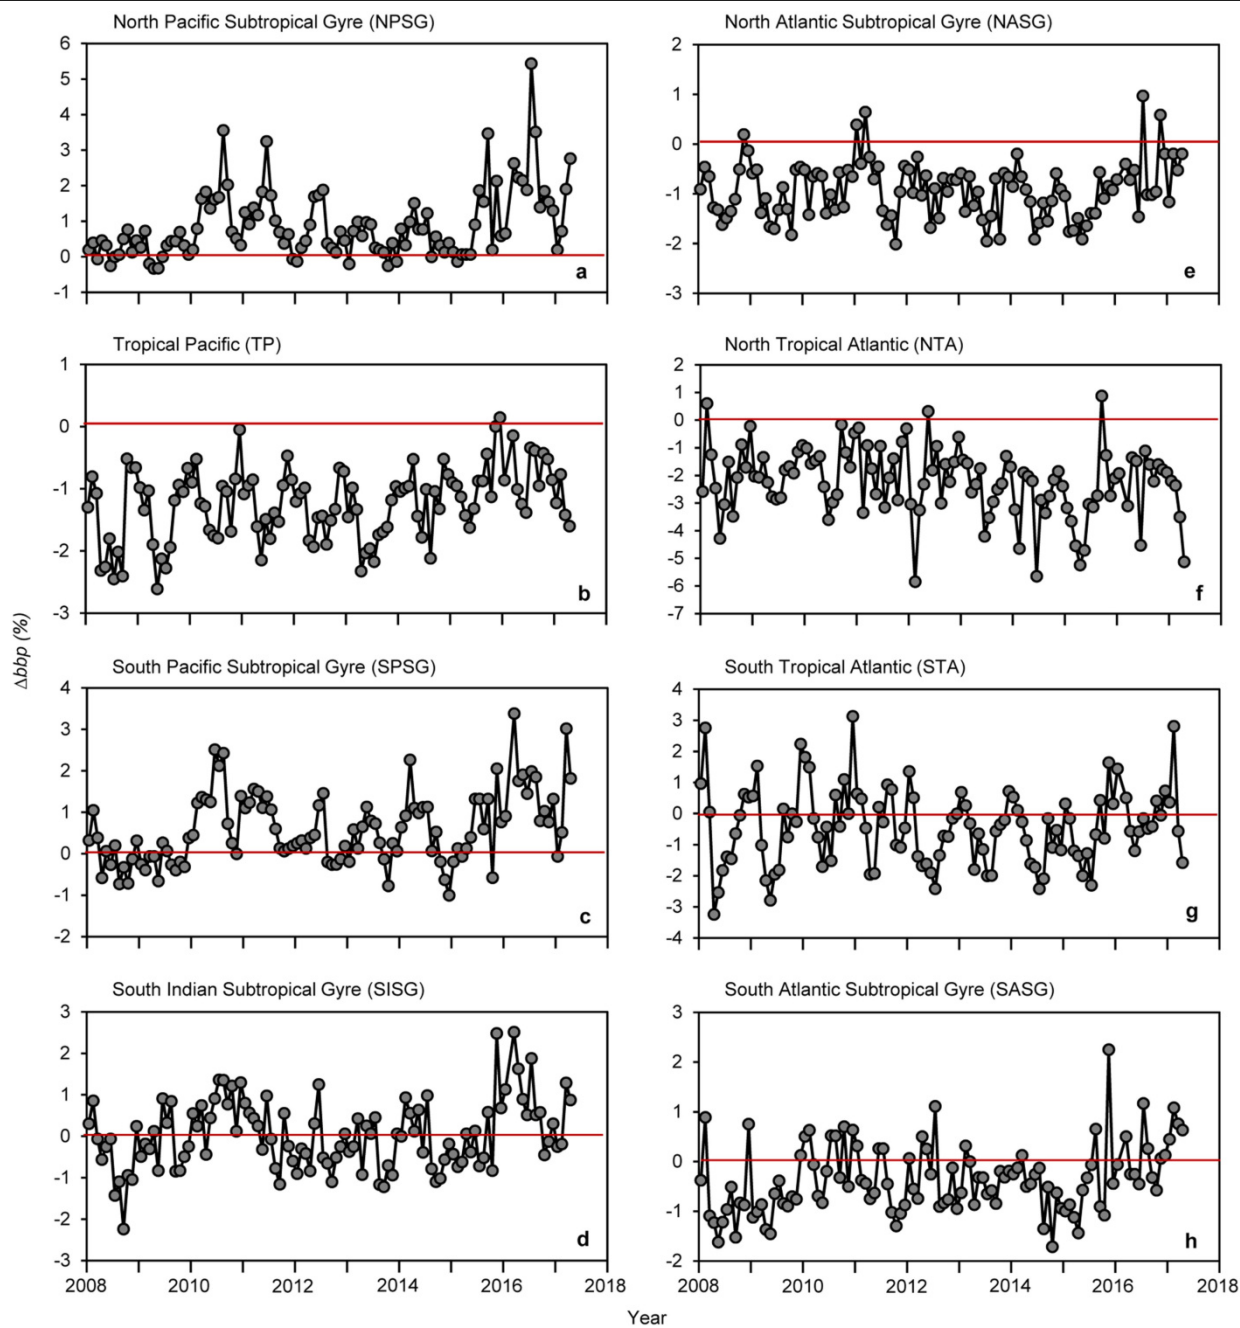 North Pacific Subtropical Gyre (NPSG)
6
5
4
3
2
1
0
-1
a
North Atlantic Subtropical Gyre (NASG)
2
1
0
-1
-2
-3
e
Tropical Pacific (TP)
1
0
-1
-2
-3
b
North Tropical Atlantic (NTA)
2
1
0
-1
-2
-3
-4
-5
-6
-7
f
Δbbp (%)
South Pacific Subtropical Gyre (SPSG)
4
3
2
1
0
-1
-2
c
South Tropical Atlantic (STA)
4
3
2
1
0
-1
-2
-3
-4
g
South Indian Subtropical Gyre (SISG)
3
2
1
0
-1
-2
-3
d
2008 2010 2012 2014 2016 2018
South Atlantic Subtropical Gyre (SASG)
3
2
1
0
-1
-2
h
2008 2010 2012 2014 2016 2018
Year